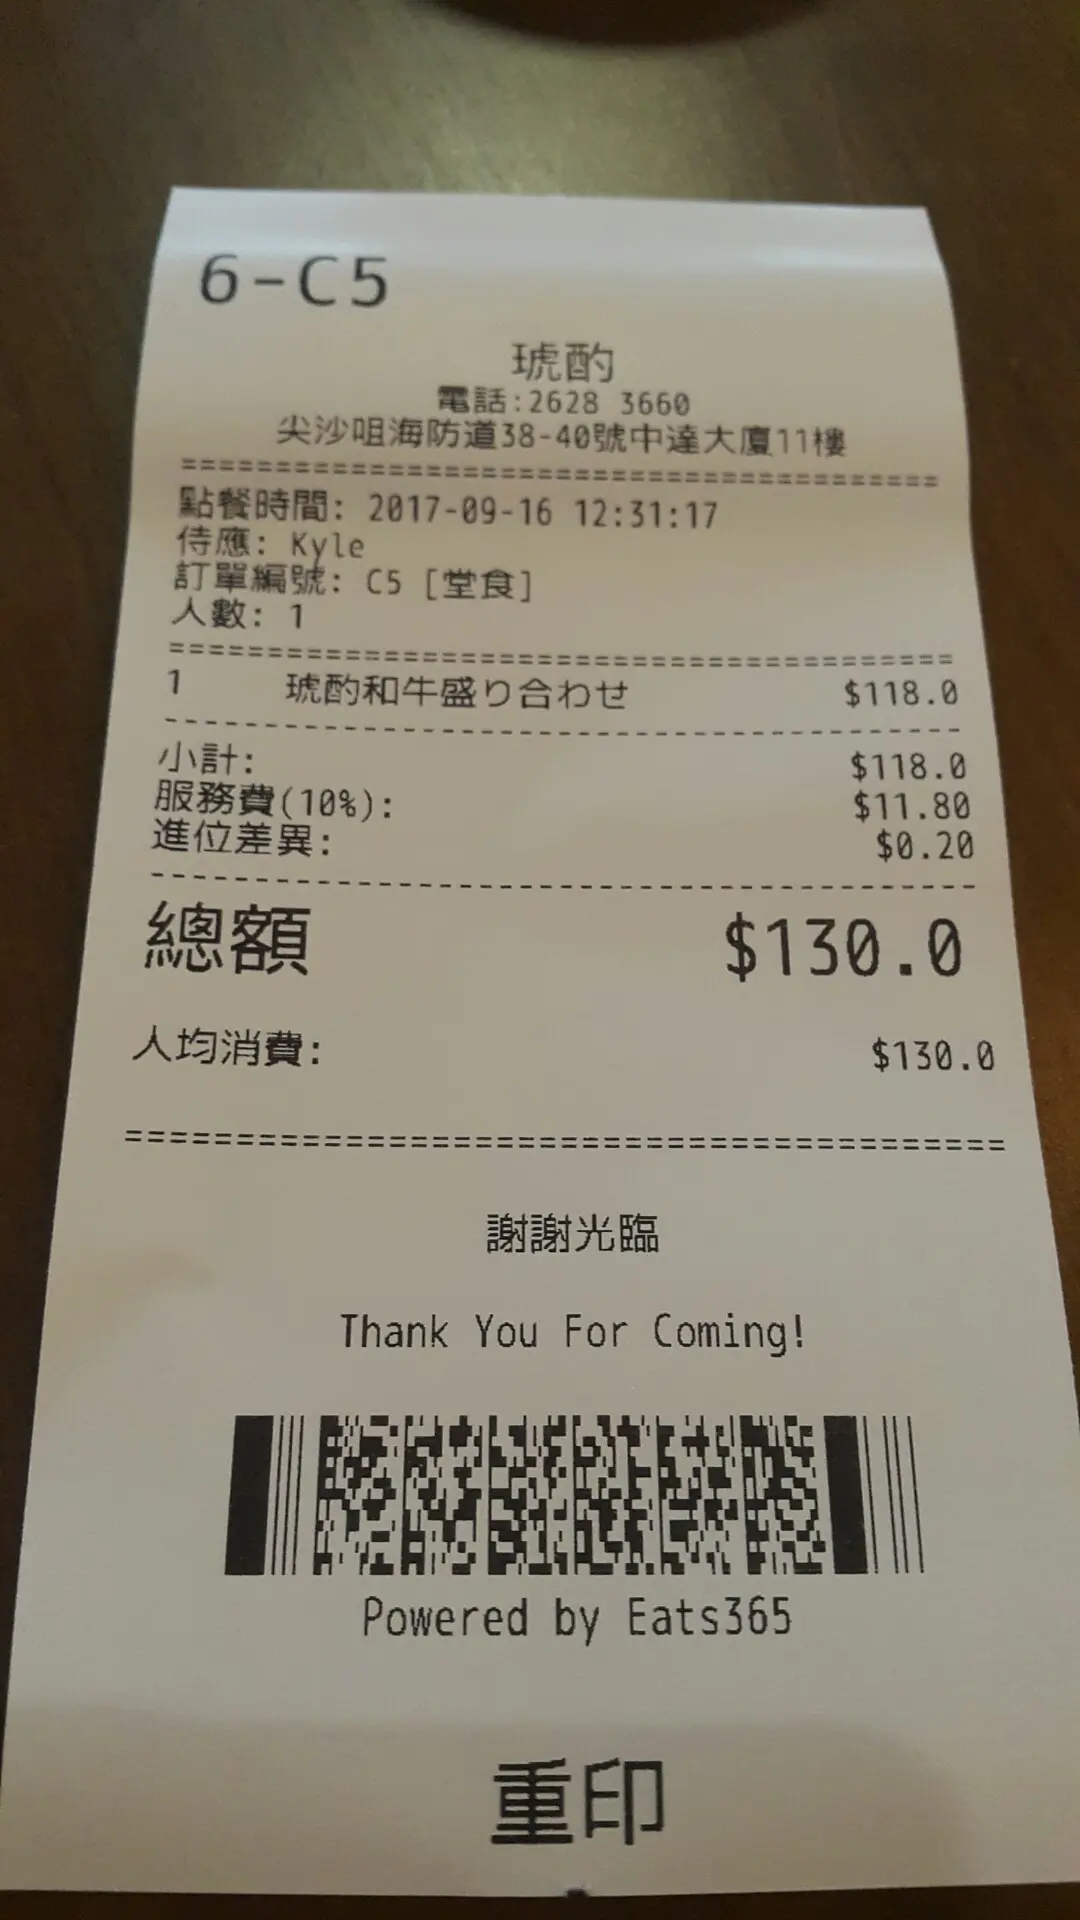 6-C5
琥酌
電話:2628 3660
尖沙咀海防道38-40號中達大廈11樓
========================================
點餐時間: 2017-09-16 12:31:17
侍應: Kyle
訂單編號: C5 [堂食]
人數: 1
========================================
1 琥酌和牛盛り合わせ $118.0
----------------------------------------
小計: $118.0
服務費(10%): $11.80
進位差異: $0.20
----------------------------------------
總額 $130.0
人均消費: $130.0
========================================
謝謝光臨
Thank You For Coming!
Powered by Eats365
重印